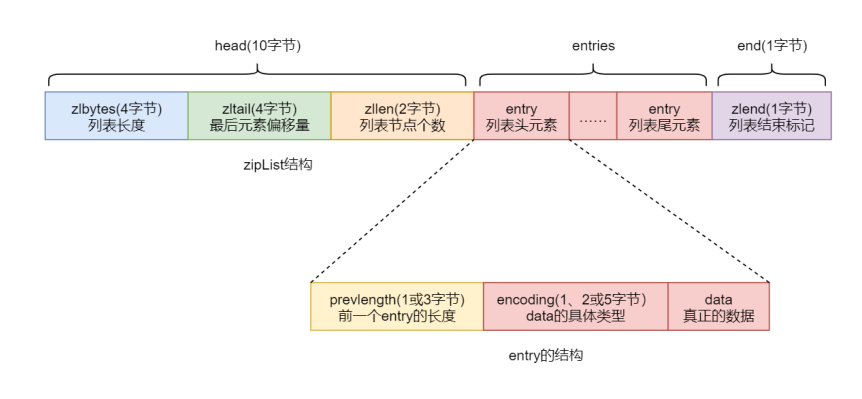 head(10字节)
entries
end(1字节)
zlbytes(4字节)
列表长度
zltail(4字节)
最后元素偏移量
zllen(2字节)
列表节点个数
entry
列表头元素
……
entry
列表尾元素
zlend(1字节)
列表结束标记
zipList结构
prevlength(1或3字节)
前一个entry的长度
encoding(1、2或5字节)
data的具体类型
data
真正的数据
entry的结构